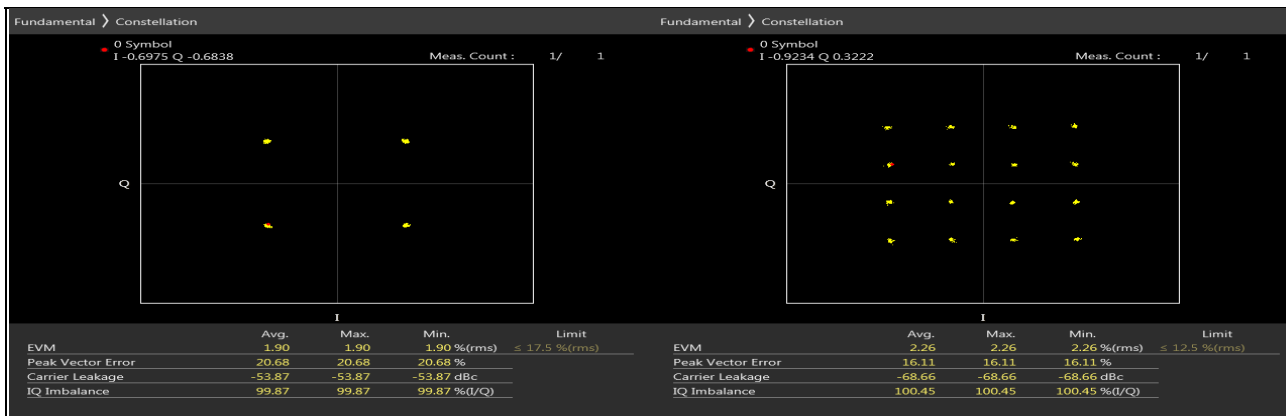 Fundamental ❯ Constellation
0 Symbol
I -0.6975 Q -0.6838 Meas. Count : 1/ 1
Q
I
Avg. Max. Min. Limit
EVM 1.90 1.90 1.90 %(rms) ≤ 17.5 %(rms)
Peak Vector Error 20.68 20.68 20.68 %
Carrier Leakage -53.87 -53.87 -53.87 dBc
IQ Imbalance 99.87 99.87 99.87 %(I/Q)
Fundamental ❯ Constellation
0 Symbol
I -0.9234 Q 0.3222 Meas. Count : 1/ 1
Q
I
Avg. Max. Min. Limit
EVM 2.26 2.26 2.26 %(rms) ≤ 12.5 %(rms)
Peak Vector Error 16.11 16.11 16.11 %
Carrier Leakage -68.66 -68.66 -68.66 dBc
IQ Imbalance 100.45 100.45 100.45 %(I/Q)